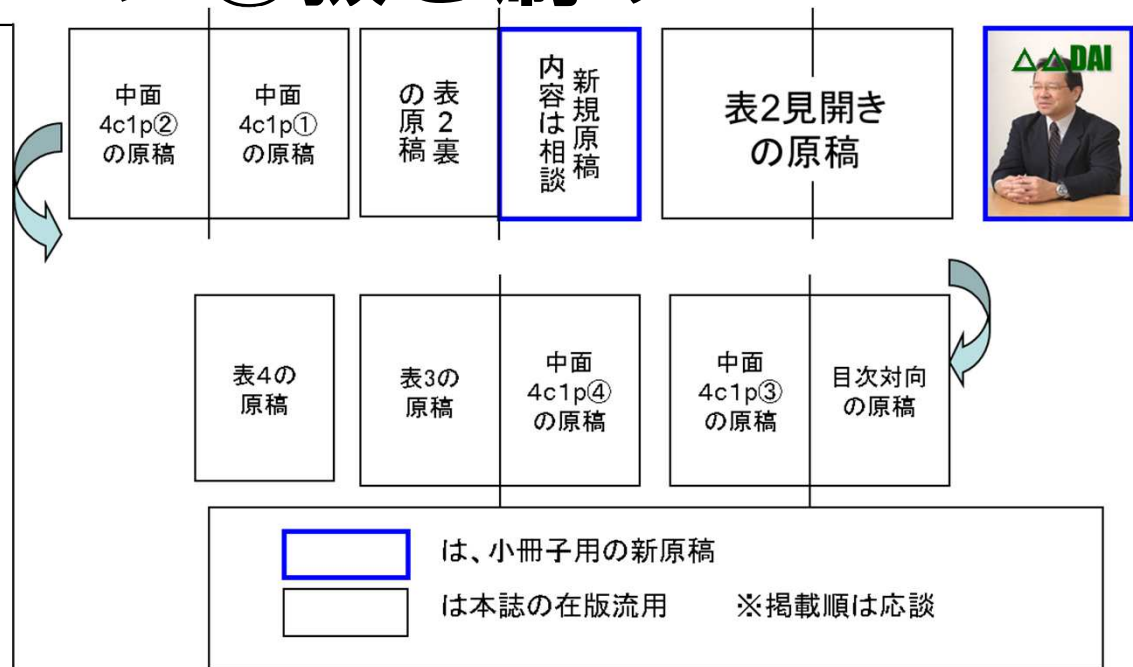 △△DAI
表2見開き
の原稿
新規原稿
内容は相談
表2裏
の原稿
中面
4c1p①
の原稿
中面
4c1p②
の原稿
目次対向
の原稿
中面
4c1p③
の原稿
中面
4c1p④
の原稿
表3の
原稿
表4の
原稿
は、小冊子用の新原稿
は本誌の在版流用　　※掲載順は応談